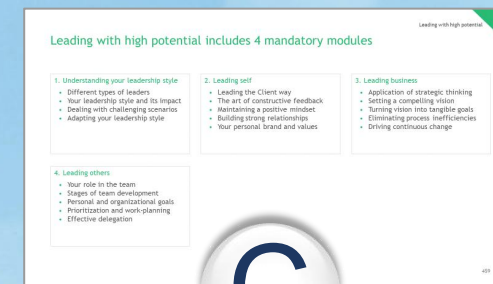 Leading with high potential
Leading with high potential includes 4 mandatory modules
1. Understanding your leadership style
• Different types of leaders
• Your leadership style and its impact
• Dealing with challenging scenarios
• Adapting your leadership style
2. Leading self
• Leading the Client way
• The art of constructive feedback
• Maintaining a positive mindset
• Building strong relationships
• Your personal brand and values
3. Leading business
• Application of strategic thinking
• Setting a compelling vision
• Turning vision into tangible goals
• Eliminating process inefficiencies
• Driving continuous change
4. Leading others
• Your role in the team
• Stages of team development
• Personal and organizational goals
• Prioritization and work-planning
• Effective delegation
C
459